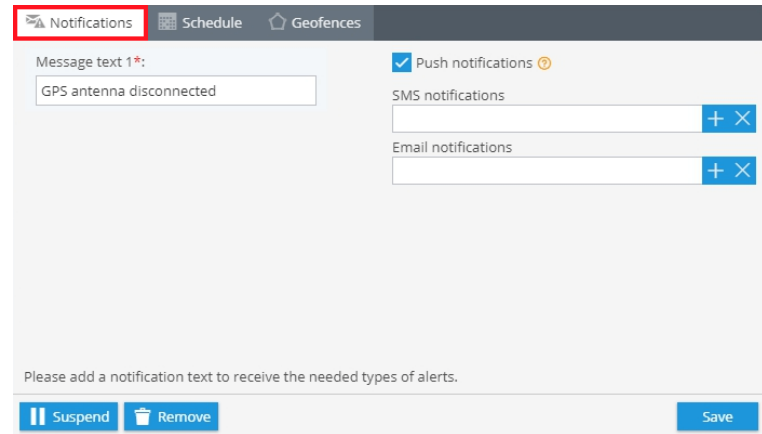 Notifications
Schedule
Geofences
Message text 1*:
GPS antenna disconnected
Push notifications ?
SMS notifications
Email notifications
Please add a notification text to receive the needed types of alerts.
Suspend
Remove
Save